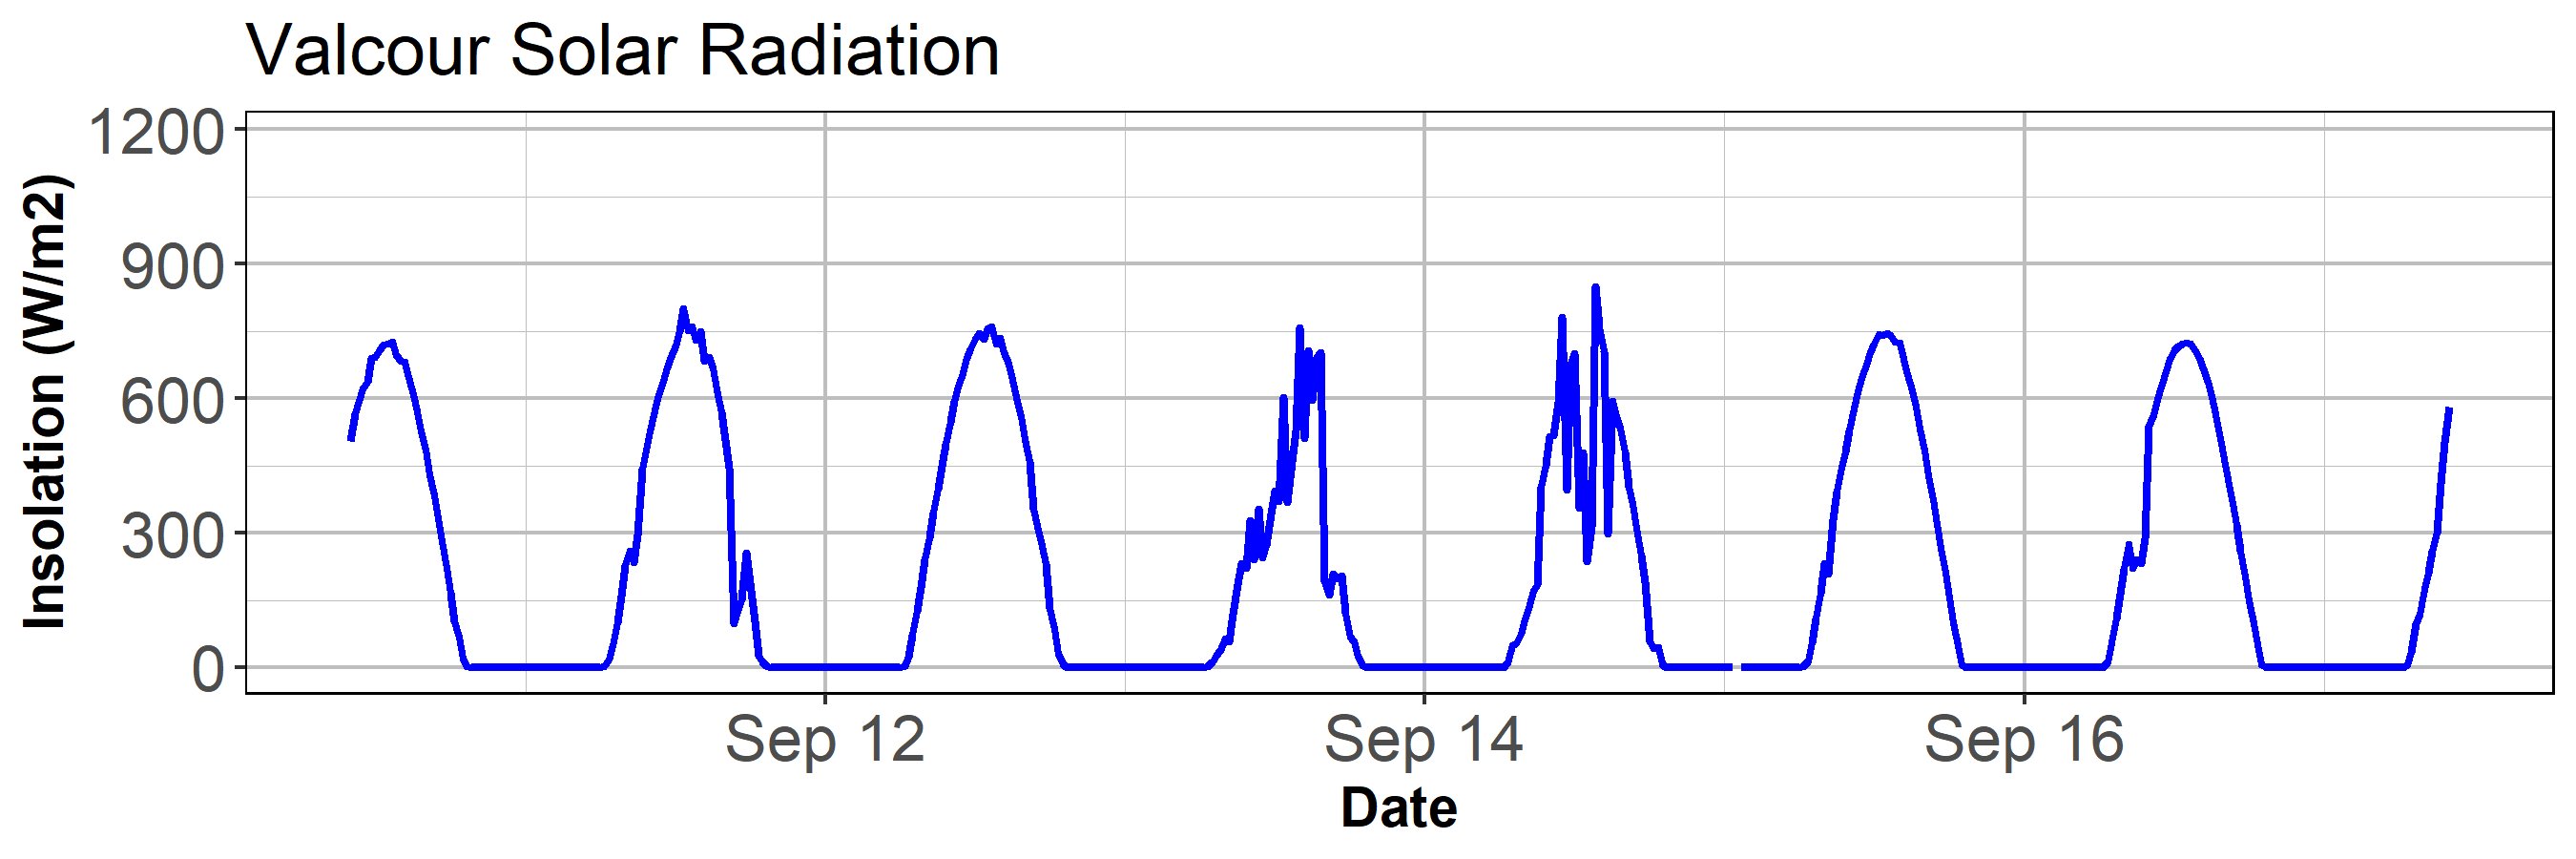 Valcour Solar Radiation
Insolation (W/m2)
1200
900
600
300
0
Sep 12 Sep 14 Sep 16
Date